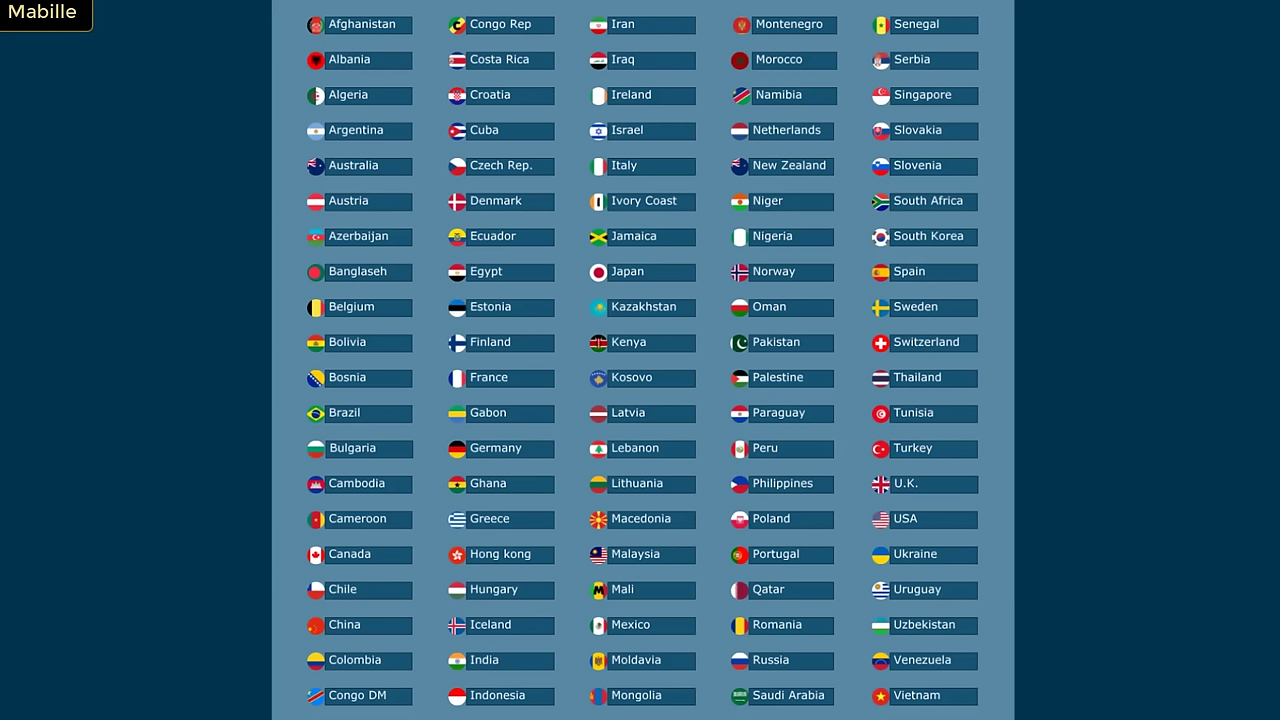 Mabille
Afghanistan
Albania
Algeria
Argentina
Australia
Austria
Azerbaijan
Banglaseh
Belgium
Bolivia
Bosnia
Brazil
Bulgaria
Cambodia
Cameroon
Canada
Chile
China
Colombia
Congo DM
Congo Rep
Costa Rica
Croatia
Cuba
Czech Rep.
Denmark
Ecuador
Egypt
Estonia
Finland
France
Gabon
Germany
Ghana
Greece
Hong kong
Hungary
Iceland
India
Indonesia
Iran
Iraq
Ireland
Israel
Italy
Ivory Coast
Jamaica
Japan
Kazakhstan
Kenya
Kosovo
Latvia
Lebanon
Lithuania
Macedonia
Malaysia
Mali
Mexico
Moldavia
Mongolia
Montenegro
Morocco
Namibia
Netherlands
New Zealand
Niger
Nigeria
Norway
Oman
Pakistan
Palestine
Paraguay
Peru
Philippines
Poland
Portugal
Qatar
Romania
Russia
Saudi Arabia
Senegal
Serbia
Singapore
Slovakia
Slovenia
South Africa
South Korea
Spain
Sweden
Switzerland
Thailand
Tunisia
Turkey
U.K.
USA
Ukraine
Uruguay
Uzbekistan
Venezuela
Vietnam